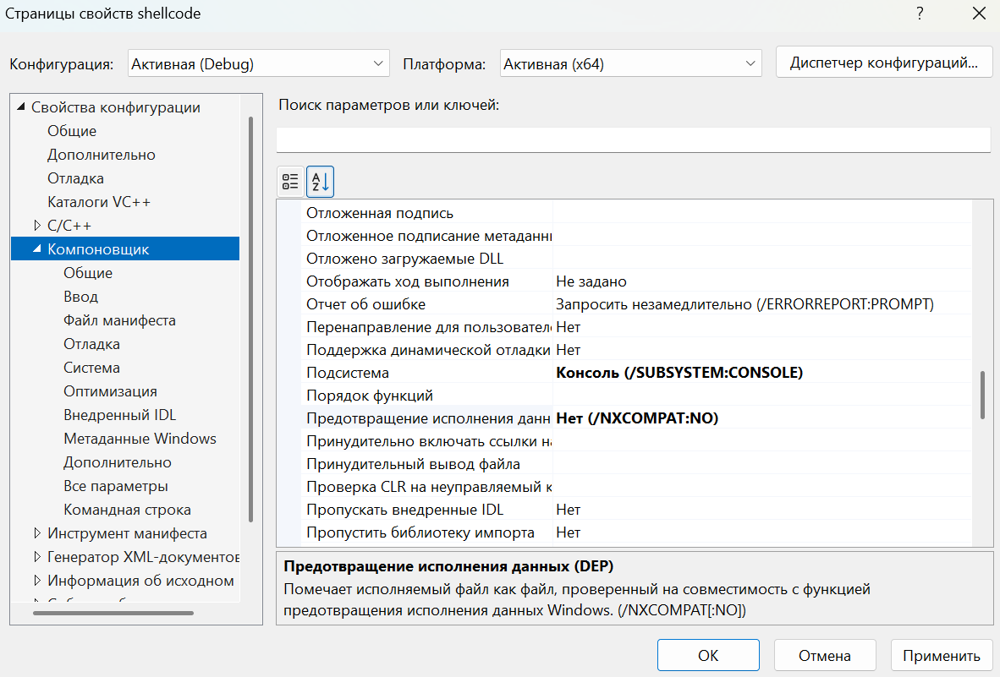 Страницы свойств shellcode
?
Конфигурация: Активная (Debug) Платформа: Активная (x64) Диспетчер конфигураций...
Свойства конфигурации
Общие
Дополнительно
Отладка
Каталоги VC++
C/C++
Компоновщик
Общие
Ввод
Файл манифеста
Отладка
Система
Оптимизация
Внедренный IDL
Метаданные Windows
Дополнительно
Все параметры
Командная строка
Инструмент манифеста
Генератор XML-документов
Информация об исходном
Поиск параметров или ключей:
Отложенная подпись
Отложенное подписание метаданн
Отложено загружаемые DLL
Отображать ход выполнения Не задано
Отчет об ошибке Запросить незамедлительно (/ERRORREPORT:PROMPT)
Перенаправление для пользовател Нет
Поддержка динамической отладки Нет
Подсистема Консоль (/SUBSYSTEM:CONSOLE)
Порядок функций
Предотвращение исполнения данн Нет (/NXCOMPAT:NO)
Принудительно включать ссылки на
Принудительный вывод файла
Проверка CLR на неуправляемый к
Пропускать внедренные IDL Нет
Пропустить библиотеку импорта Нет
Предотвращение исполнения данных (DEP)
Помечает исполняемый файл как файл, проверенный на совместимость с функцией
предотвращения исполнения данных Windows. (/NXCOMPAT[:NO])
ОК Отмена Применить